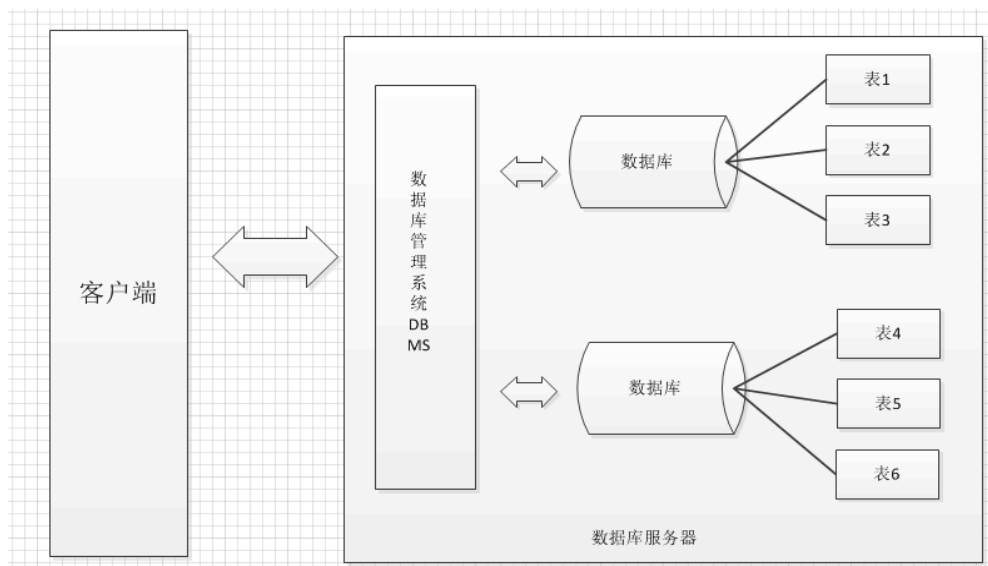 客户端
数
据
库
管
理
系
统
DB
MS
数据库
表1
表2
表3
数据库
表4
表5
表6
数据库服务器